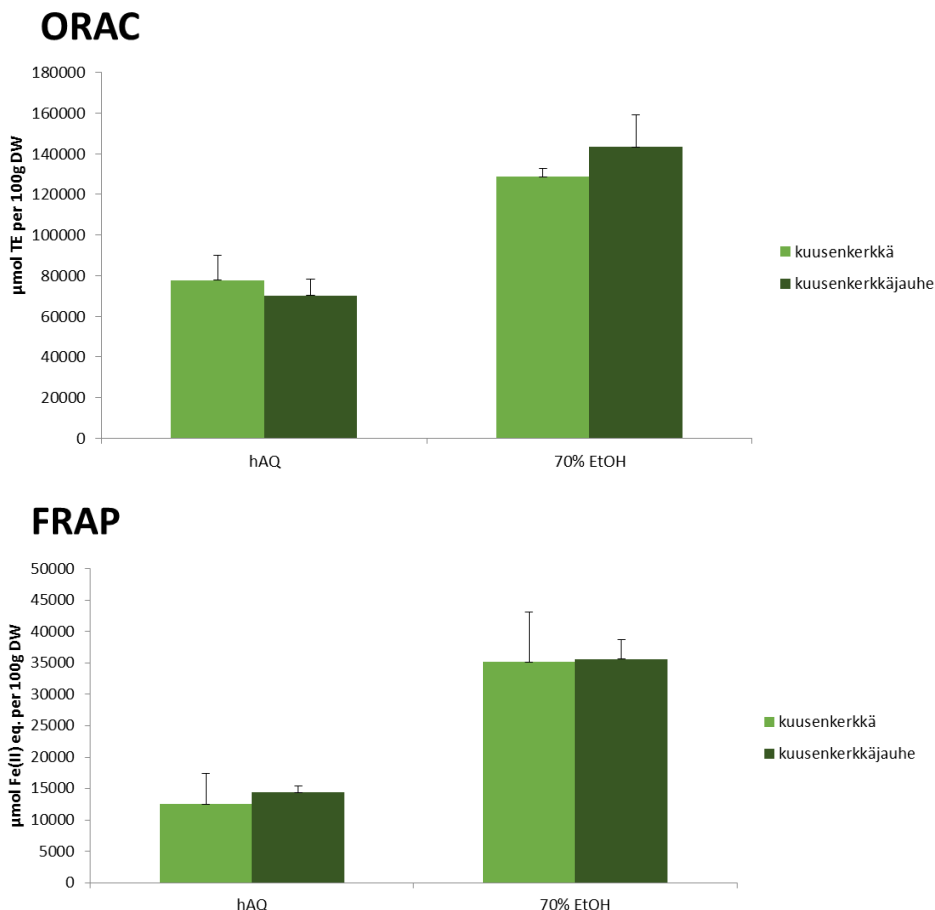 ORAC
µmol TE per 100g DW
180000
160000
140000
120000
100000
80000
60000
40000
20000
0
hAQ
70% EtOH
kuusenkerkkä
kuusenkerkkäjauhe
FRAP
µmol Fe(II) eq. per 100g DW
50000
45000
40000
35000
30000
25000
20000
15000
10000
5000
0
hAQ
70% EtOH
kuusenkerkkä
kuusenkerkkäjauhe